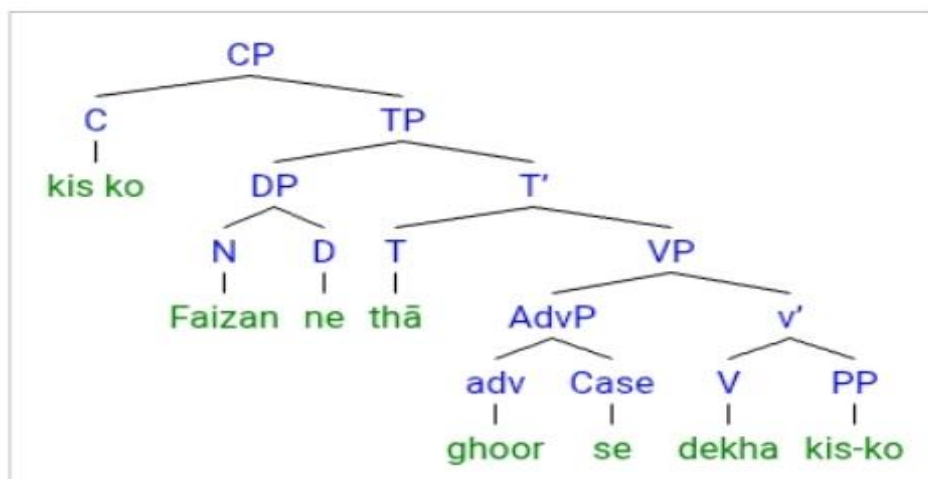 CP
C TP
kis ko DP T′
N D T VP
Faizan ne thā AdvP v′
adv Case V PP
ghoor se dekha kis-ko